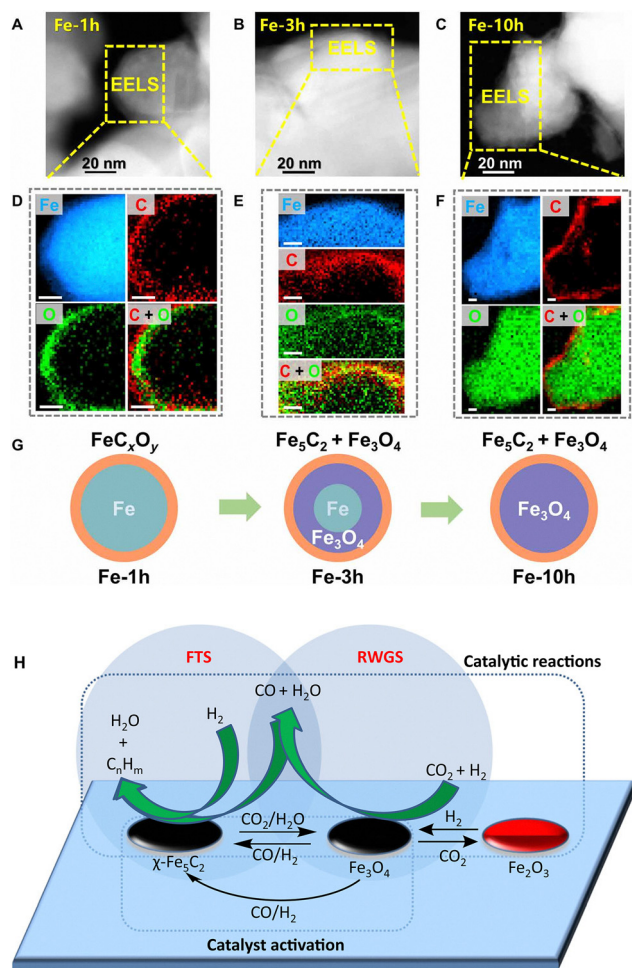 A
Fe-1h
EELS
20 nm
B
Fe-3h
EELS
20 nm
C
Fe-10h
EELS
20 nm
D
Fe
C
O
C + O
E
Fe
C
O
C + O
F
Fe
C
O
C + O
G
FeCₓOᵧ
Fe₅C₂ + Fe₃O₄
Fe₅C₂ + Fe₃O₄
Fe
Fe
Fe₃O₄
Fe₃O₄
Fe-1h
Fe-3h
Fe-10h
H
FTS
RWGS
Catalytic reactions
CO + H₂O
H₂O
+
CₙHₘ
H₂
CO₂ + H₂
CO₂/H₂O
H₂
CO/H₂
CO₂
χ-Fe₅C₂
Fe₃O₄
Fe₂O₃
CO/H₂
Catalyst activation